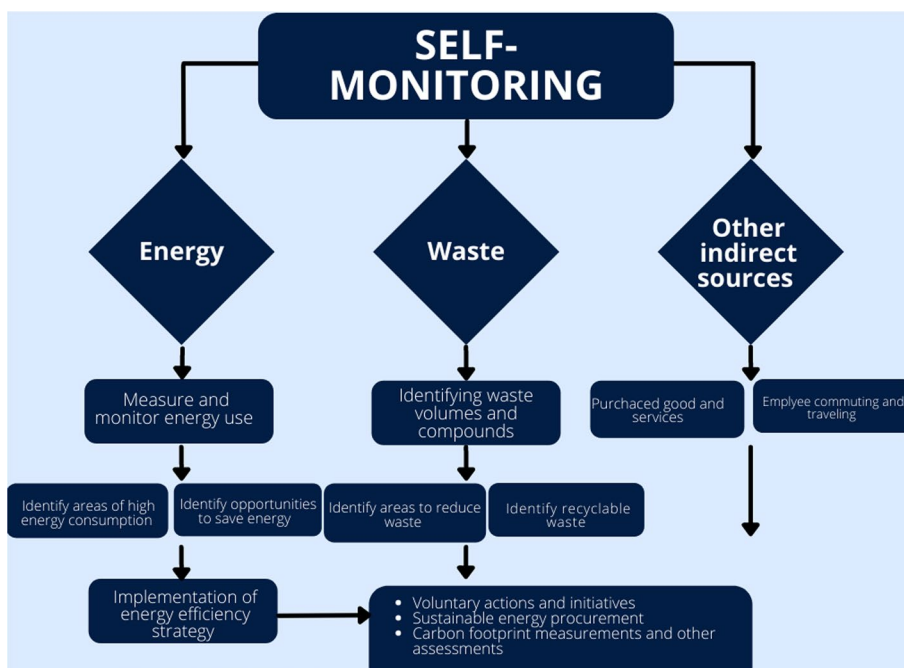 SELF-
MONITORING
Energy
Waste
Other
indirect
sources
Measure and
monitor energy use
Identifying waste
volumes and
compounds
Purchaced good and
services
Emplyee commuting and
traveling
Identify areas of high
energy consumption
Identify opportunities
to save energy
Identify areas to reduce
waste
Identify recyclable
waste
Implementation of
energy efficiency
strategy
• Voluntary actions and initiatives
• Sustainable energy procurement
• Carbon footprint measurements and other
assessments